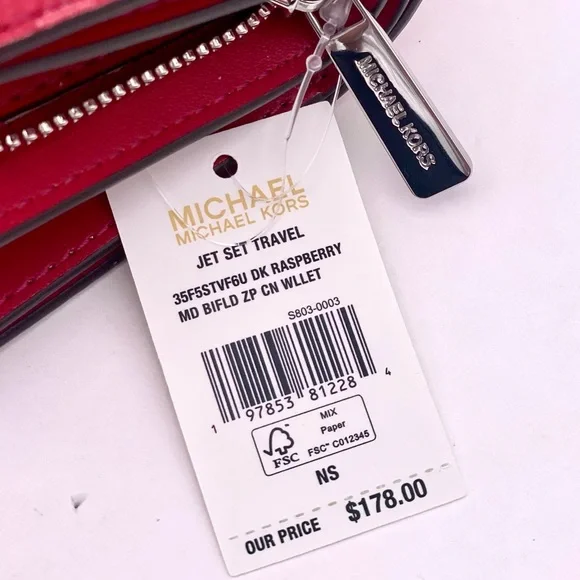 MICHAEL KORS
MICHAEL
MICHAEL KORS
JET SET TRAVEL
35F5STVF6U DK RASPBERRY
MD BIFLD ZP CN WLLET
S803-0003
1 97853 81228 4
FSC
MIX
Paper
FSC™ C012345
NS
OUR PRICE $178.00